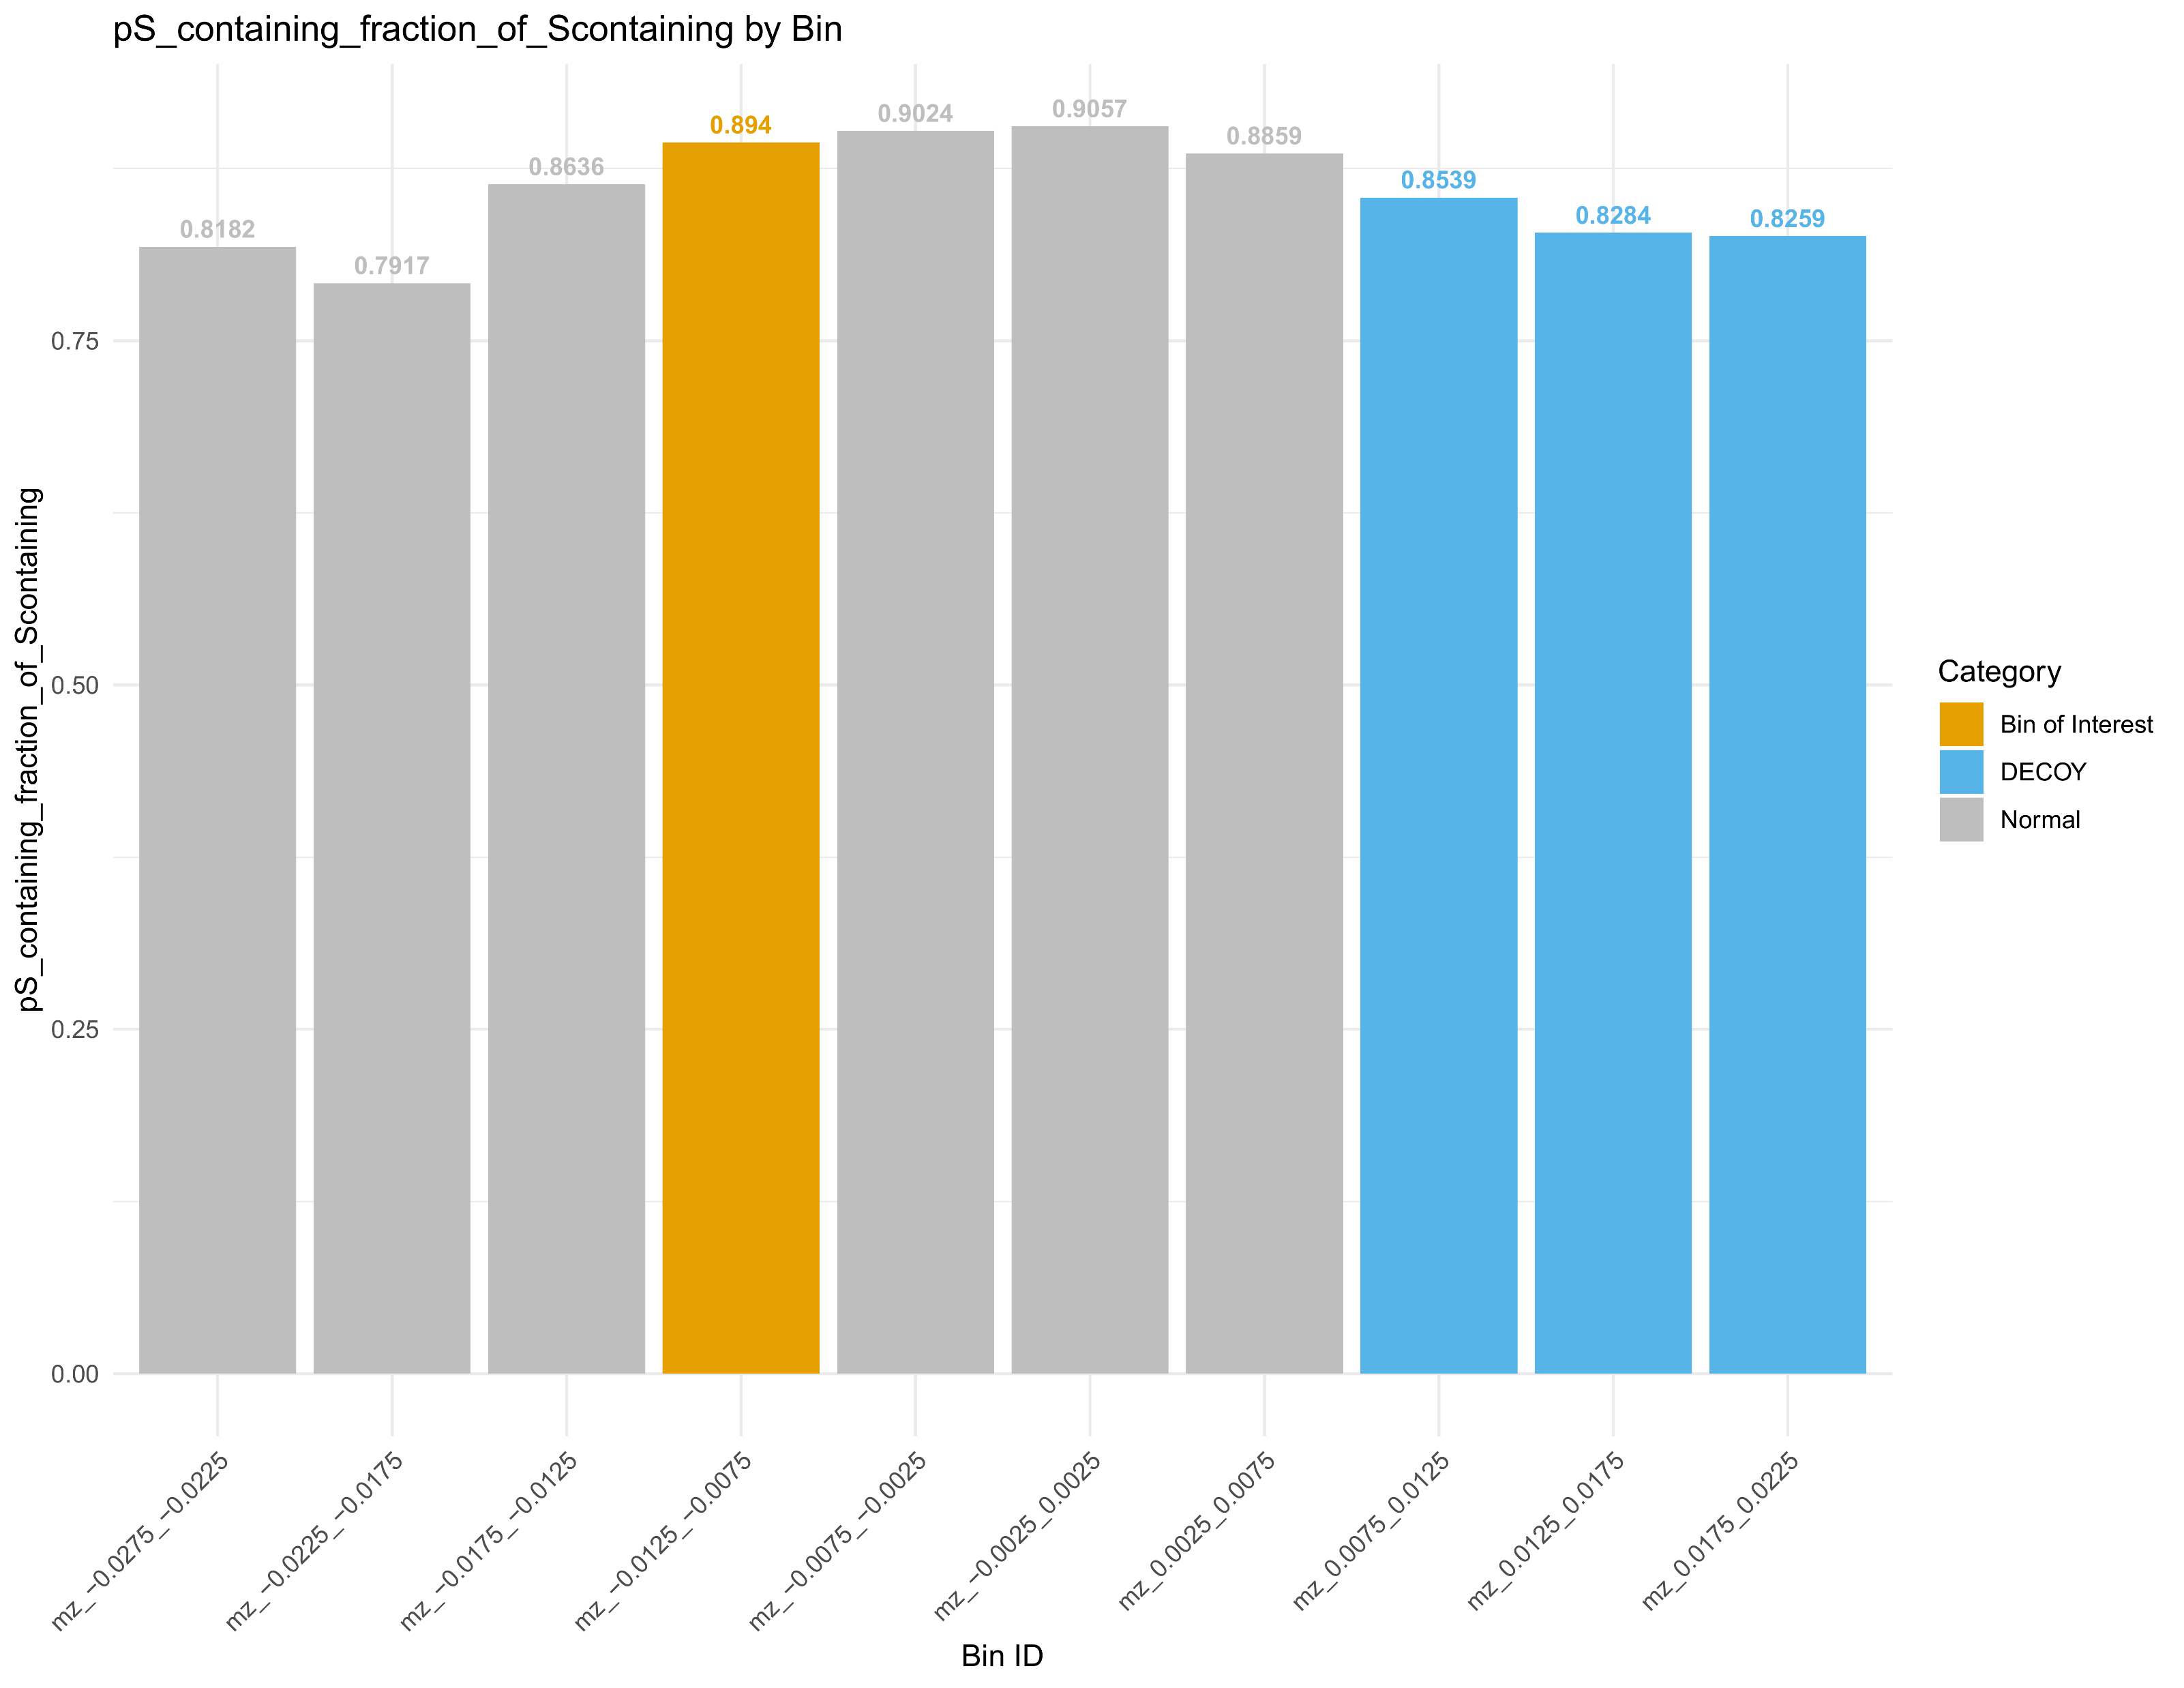 pS_containing_fraction_of_Scontaining by Bin
0.8182
0.7917
0.8636
0.894
0.9024
0.9057
0.8859
0.8539
0.8284
0.8259
pS_containing_fraction_of_Scontaining
0.75
0.50
0.25
0.00
Category
Bin of Interest
DECOY
Normal
mz_−0.0275_−0.0225
mz_−0.0225_−0.0175
mz_−0.0175_−0.0125
mz_−0.0125_−0.0075
mz_−0.0075_−0.0025
mz_−0.0025_0.0025
mz_0.0025_0.0075
mz_0.0075_0.0125
mz_0.0125_0.0175
mz_0.0175_0.0225
Bin ID